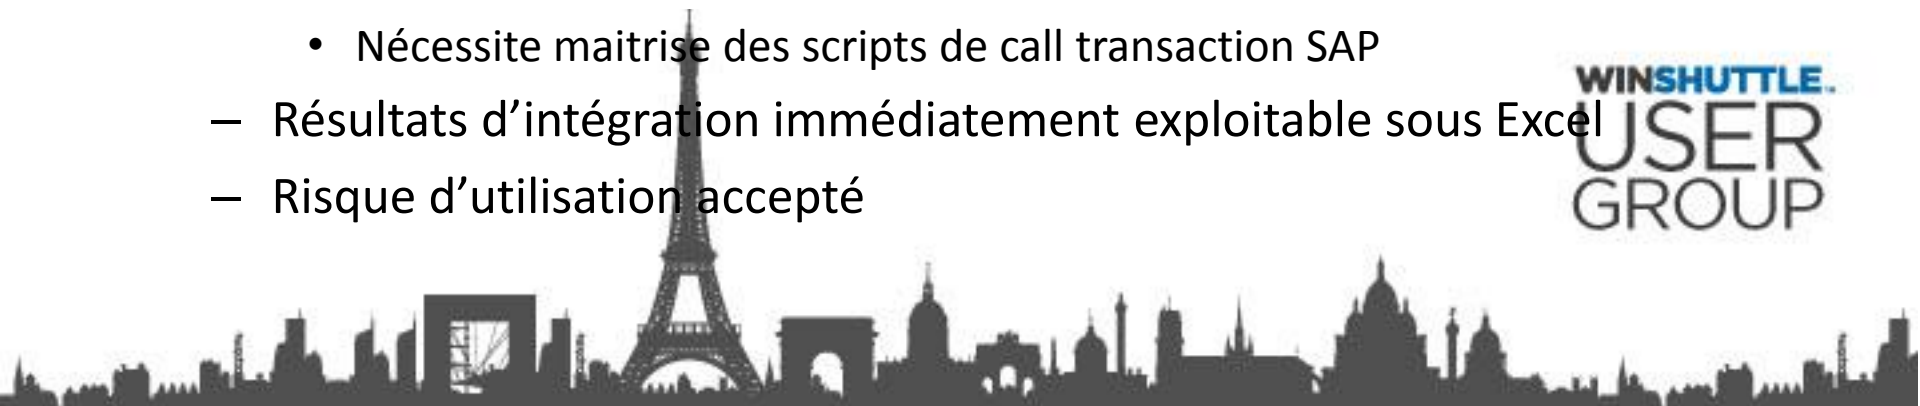 • Nécessite maitrise des scripts de call transaction SAP
– Résultats d’intégration immédiatement exploitable sous Excel
– Risque d’utilisation accepté
WINSHUTTLE.
USER
GROUP